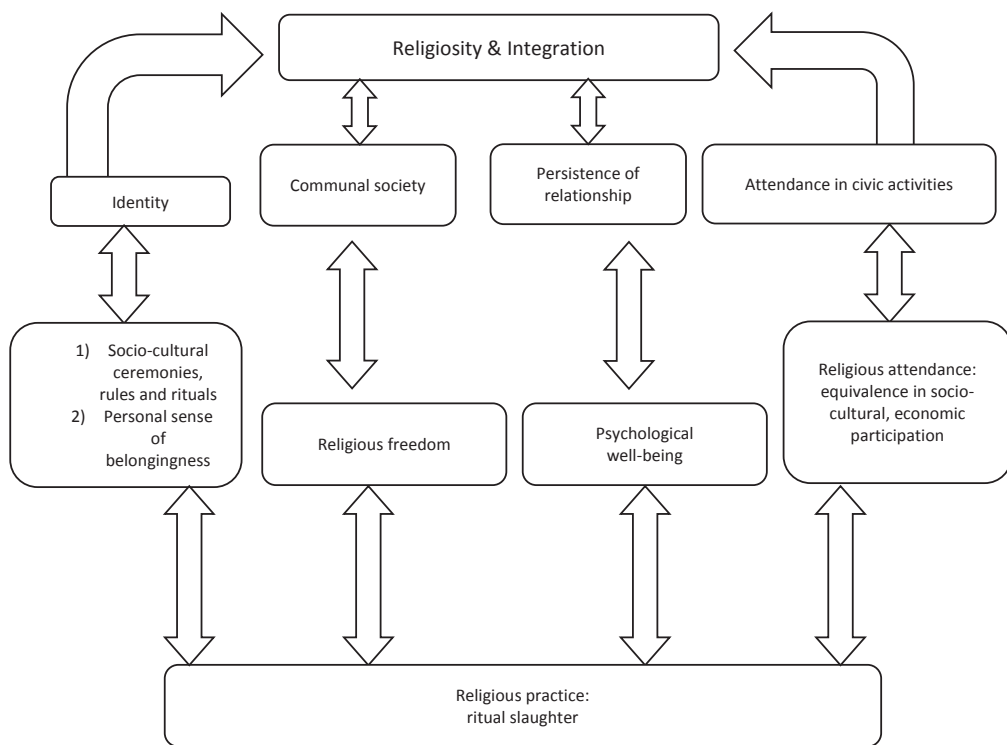 Religiosity & Integration
Identity
Communal society
Persistence of
relationship
Attendance in civic activities
1) Socio-cultural
ceremonies,
rules and rituals
2) Personal sense
of
belongingness
Religious freedom
Psychological
well-being
Religious attendance:
equivalence in socio-
cultural, economic
participation
Religious practice:
ritual slaughter